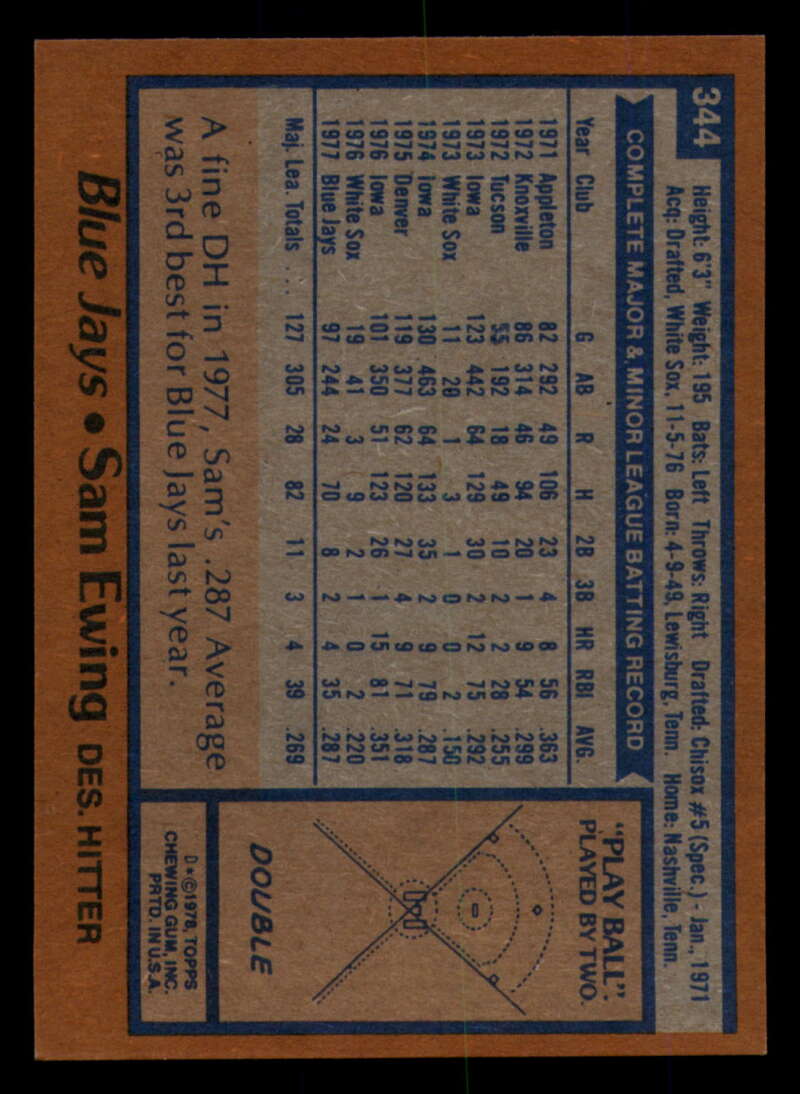 344
Height: 6'3" Weight: 195 Bats: Left Throws: Right Drafted: Chisox #5 (Spec.) - Jan., 1971
Acq: Drafted, White Sox, 11-5-76 Born: 4-9-49, Lewisburg, Tenn. Home: Nashville, Tenn.
COMPLETE MAJOR & MINOR LEAGUE BATTING RECORD
Year Club G AB R H 2B 3B HR RBI AVG.
1971 Appleton 82 292 49 106 23 4 8 56 .363
1972 Knoxville 86 314 46 94 20 1 9 54 .299
1972 Tucson 55 192 18 49 10 2 2 28 .255
1973 Iowa 123 442 64 129 30 2 12 75 .292
1973 White Sox 11 20 1 3 1 0 0 2 .150
1974 Iowa 130 463 64 133 35 2 9 79 .287
1975 Denver 119 377 62 120 27 4 9 71 .318
1976 Iowa 101 350 51 123 26 1 15 81 .351
1976 White Sox 19 41 3 9 2 1 0 2 .220
1977 Blue Jays 97 244 24 70 8 2 4 35 .287
Maj. Lea. Totals .... 127 305 28 82 11 3 4 39 .269
A fine DH in 1977, Sam's .287 Average
was 3rd best for Blue Jays last year.
"PLAY BALL":
PLAYED BY TWO.
DOUBLE
D*©1978, TOPPS
CHEWING GUM, INC.
PRTD. IN U.S.A.
Blue Jays • Sam Ewing DES. HITTER